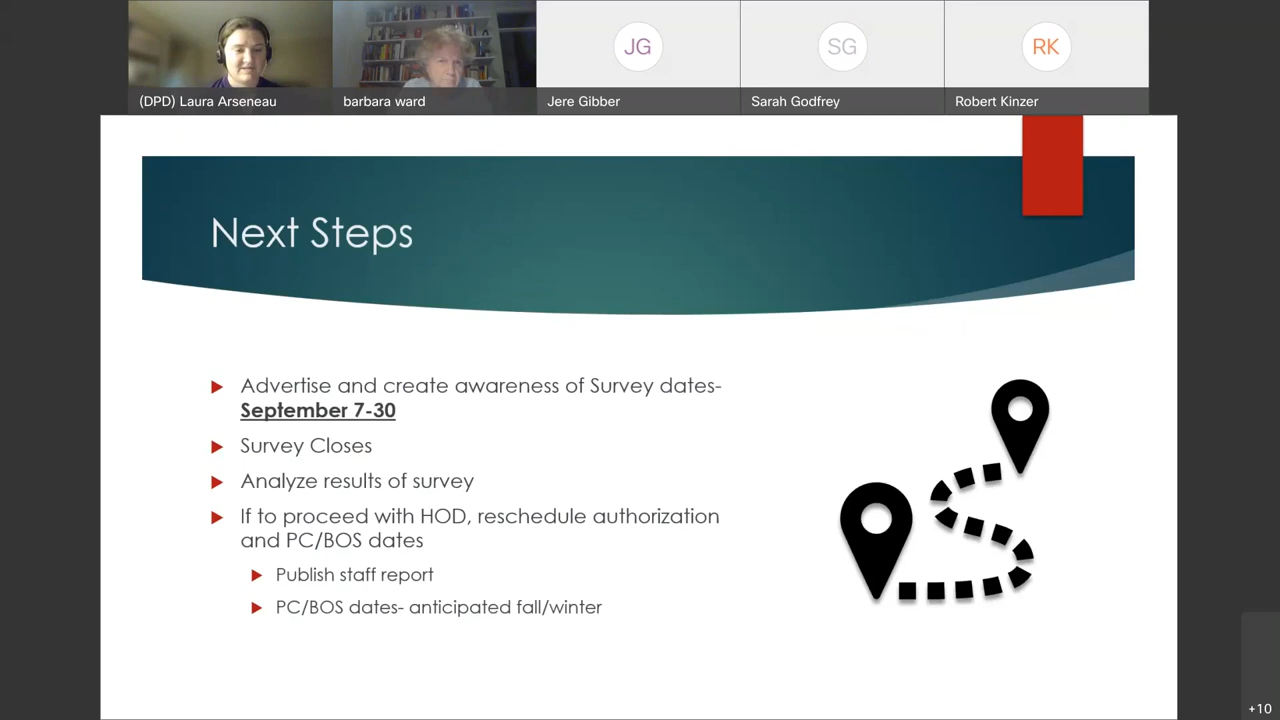 JG
SG
RK
(DPD) Laura Arseneau
barbara ward
Jere Gibber
Sarah Godfrey
Robert Kinzer
Next Steps
Advertise and create awareness of Survey dates-
September 7-30
Survey Closes
Analyze results of survey
If to proceed with HOD, reschedule authorization
and PC/BOS dates
Publish staff report
PC/BOS dates- anticipated fall/winter
+10